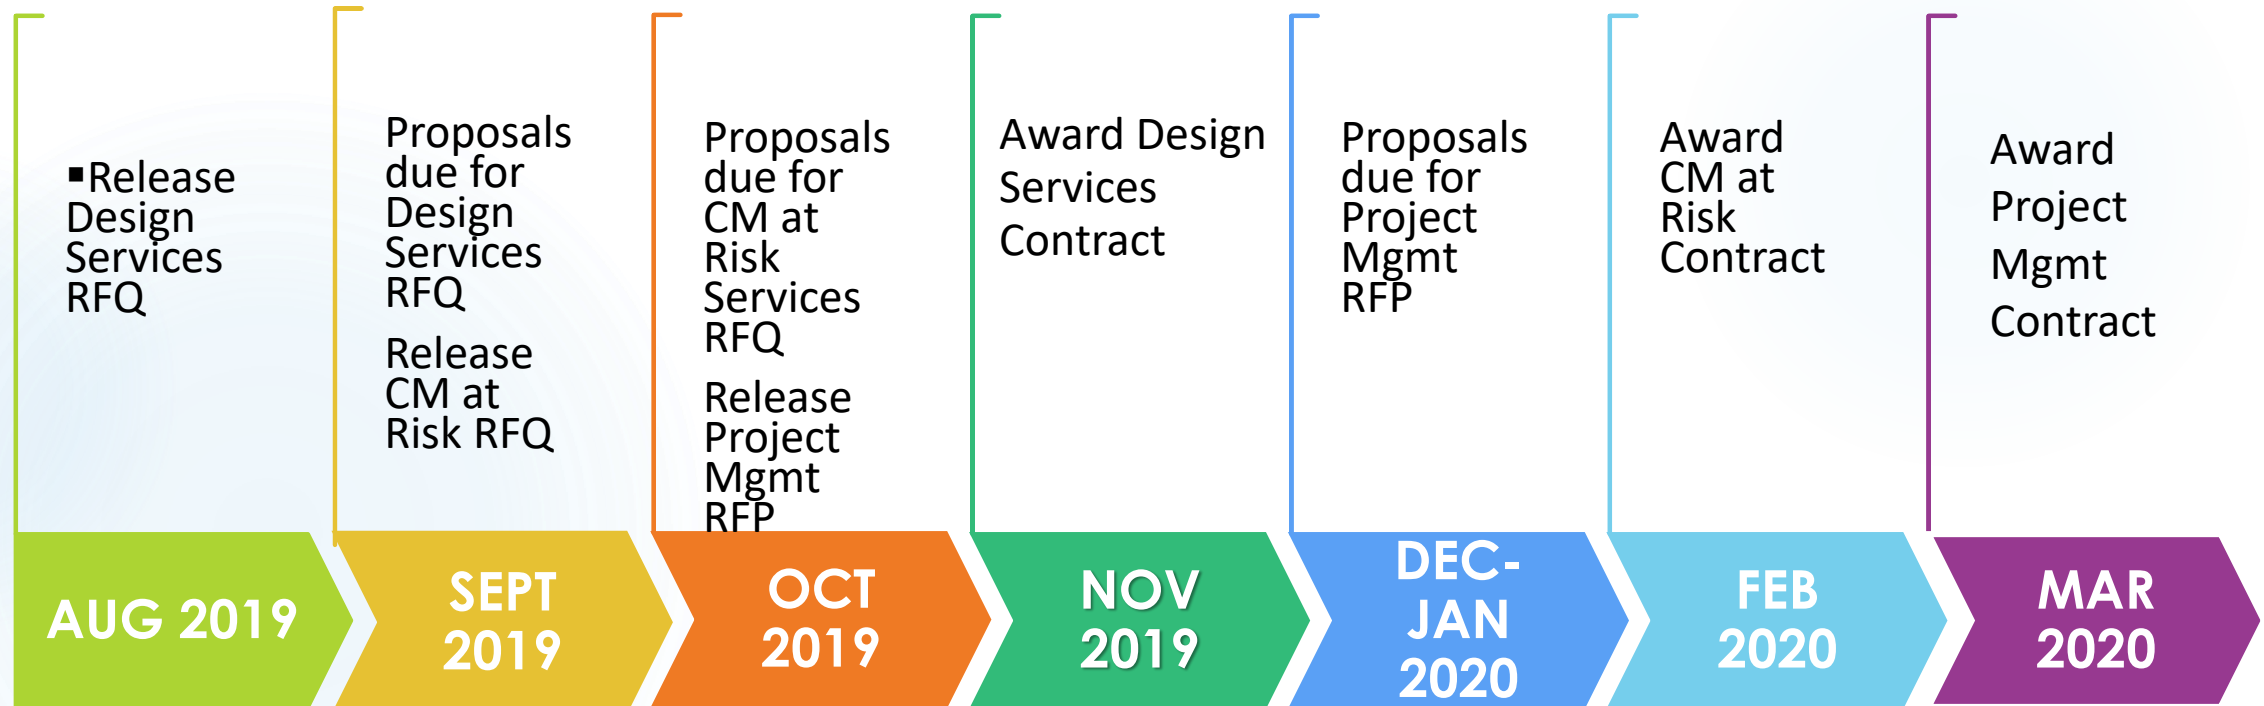 ▪Release
Design
Services
RFQ
AUG 2019
Proposals
due for
Design
Services
RFQ
Release
CM at
Risk RFQ
SEPT
2019
Proposals
due for
CM at
Risk
Services
RFQ
Release
Project
Mgmt
RFP
OCT
2019
Award Design
Services
Contract
NOV
2019
Proposals
due for
Project
Mgmt
RFP
DEC-
JAN
2020
Award
CM at
Risk
Contract
FEB
2020
Award
Project
Mgmt
Contract
MAR
2020